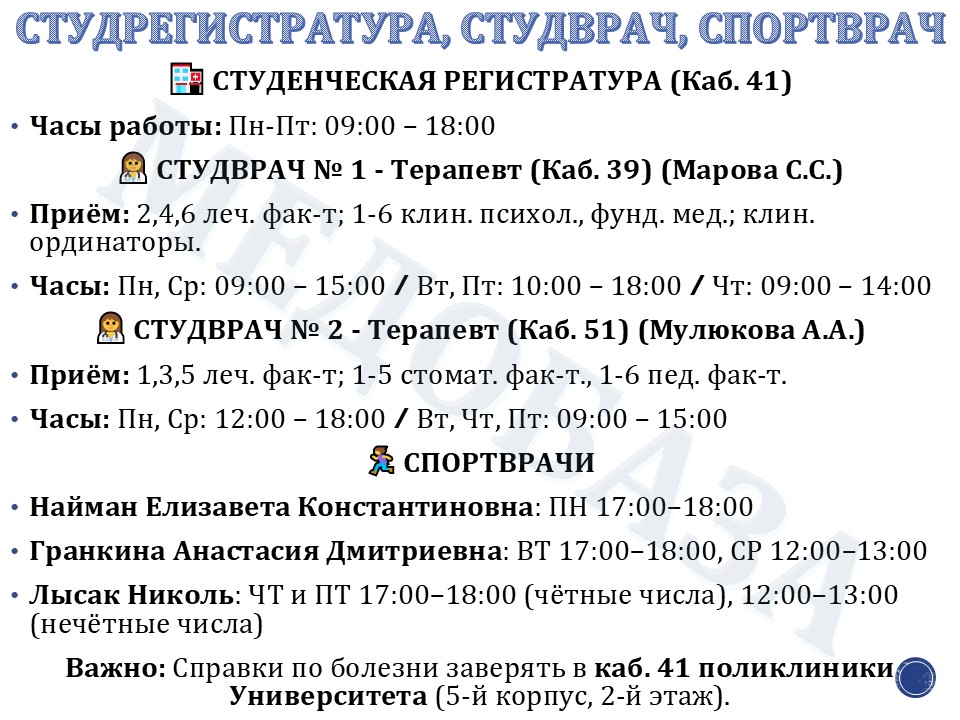 СТУДРЕГИСТРАТУРА, СТУДВРАЧ, СПОРТВРАЧ
СТУДЕНЧЕСКАЯ РЕГИСТРАТУРА (Каб. 41)
• Часы работы: Пн-Пт: 09:00 – 18:00
СТУДВРАЧ № 1 - Терапевт (Каб. 39) (Марова С.С.)
• Приём: 2,4,6 леч. фак-т; 1-6 клин. психол., фунд. мед.; клин.
ординаторы.
• Часы: Пн, Ср: 09:00 – 15:00 / Вт, Пт: 10:00 – 18:00 / Чт: 09:00 – 14:00
СТУДВРАЧ № 2 - Терапевт (Каб. 51) (Мулюкова А.А.)
• Приём: 1,3,5 леч. фак-т; 1-5 стомат. фак-т., 1-6 пед. фак-т.
• Часы: Пн, Ср: 12:00 – 18:00 / Вт, Чт, Пт: 09:00 – 15:00
СПОРТВРАЧИ
• Найман Елизавета Константиновна: ПН 17:00–18:00
• Гранкина Анастасия Дмитриевна: ВТ 17:00–18:00, СР 12:00–13:00
• Лысак Николь: ЧТ и ПТ 17:00–18:00 (чётные числа), 12:00–13:00
(нечётные числа)
Важно: Справки по болезни заверять в каб. 41 поликлиники
Университета (5-й корпус, 2-й этаж).
МЕДОБАЗА